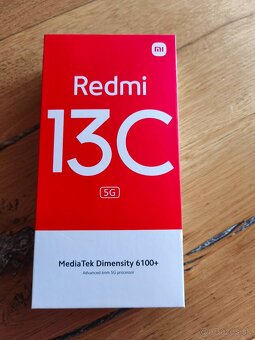 mi
Redmi
13C
5G
MediaTek Dimensity 6100+
Advanced 6nm 5G processor